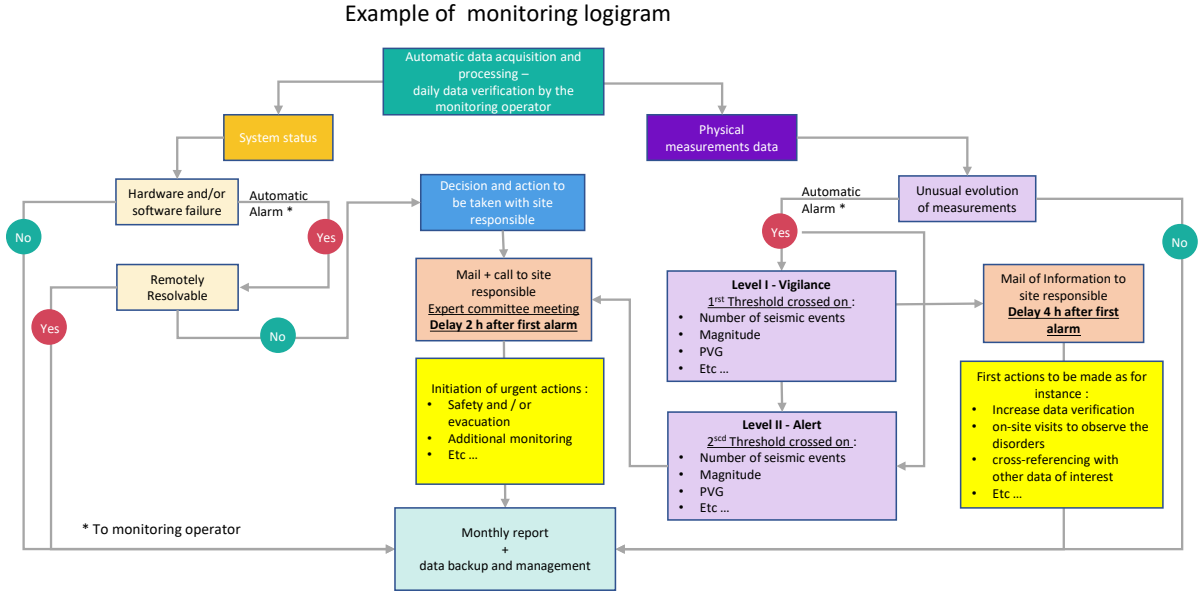 Example of monitoring logigram
Automatic data acquisition and
processing –
daily data verification by the
monitoring operator
System status
Physical
measurements data
Hardware and/or
software failure
Automatic
Alarm *
Decision and action to
be taken with site
responsible
Automatic
Alarm *
Unusual evolution
of measurements
No
Yes
Yes
No
Remotely
Resolvable
Yes
No
Mail + call to site
responsible
Expert committee meeting
Delay 2 h after first alarm
Level I - Vigilance
1rst Threshold crossed on :
• Number of seismic events
• Magnitude
• PVG
• Etc ...
Mail of Information to
site responsible
Delay 4 h after first
alarm
Initiation of urgent actions :
• Safety and / or
evacuation
• Additional monitoring
• Etc ...
Level II - Alert
2scd Threshold crossed on :
• Number of seismic events
• Magnitude
• PVG
• Etc ...
First actions to be made as for
instance :
• Increase data verification
• on-site visits to observe the
disorders
• cross-referencing with
other data of interest
• Etc ...
* To monitoring operator
Monthly report
+
data backup and management